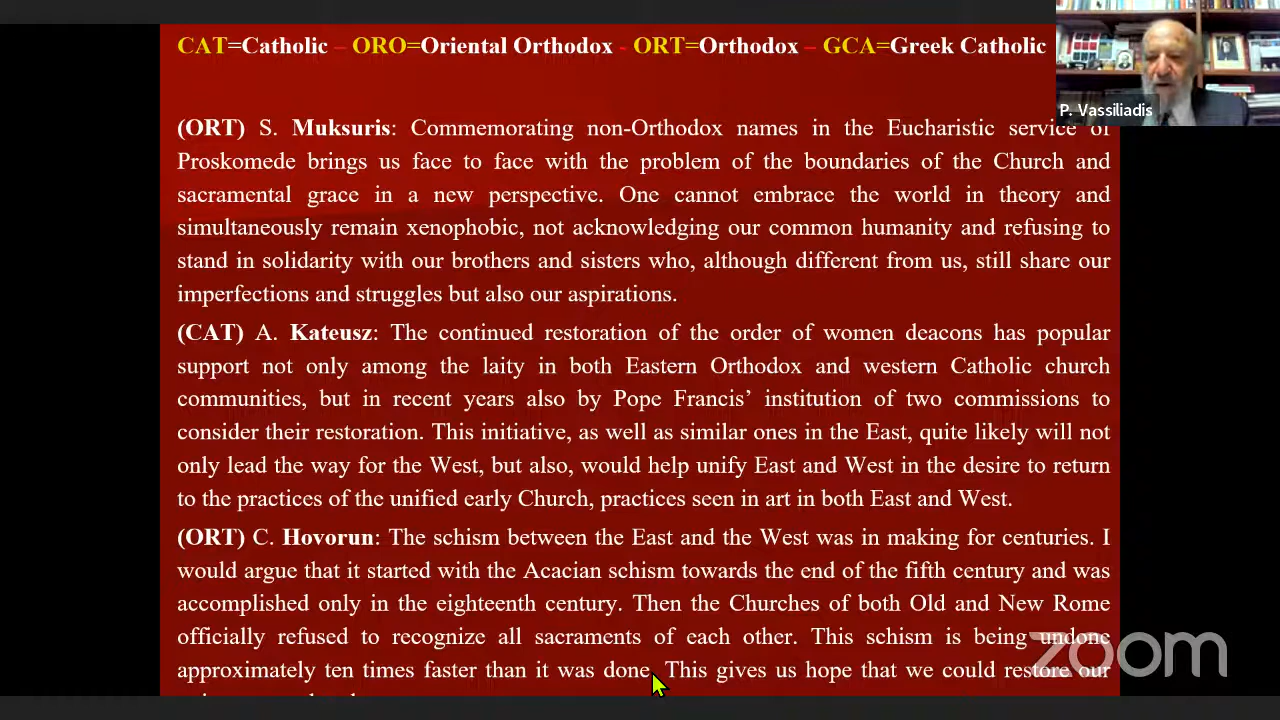 CAT=Catholic – ORO=Oriental Orthodox - ORT=Orthodox – GCA=Greek Catholic
P. Vassiliadis
(ORT) S. Muksuris: Commemorating non-Orthodox names in the Eucharistic service of
Proskomede brings us face to face with the problem of the boundaries of the Church and
sacramental grace in a new perspective. One cannot embrace the world in theory and
simultaneously remain xenophobic, not acknowledging our common humanity and refusing to
stand in solidarity with our brothers and sisters who, although different from us, still share our
imperfections and struggles but also our aspirations.
(CAT) A. Kateusz: The continued restoration of the order of women deacons has popular
support not only among the laity in both Eastern Orthodox and western Catholic church
communities, but in recent years also by Pope Francis’ institution of two commissions to
consider their restoration. This initiative, as well as similar ones in the East, quite likely will not
only lead the way for the West, but also, would help unify East and West in the desire to return
to the practices of the unified early Church, practices seen in art in both East and West.
(ORT) C. Hovorun: The schism between the East and the West was in making for centuries. I
would argue that it started with the Acacian schism towards the end of the fifth century and was
accomplished only in the eighteenth century. Then the Churches of both Old and New Rome
officially refused to recognize all sacraments of each other. This schism is being undone
approximately ten times faster than it was done. This gives us hope that we could restore our
zoom